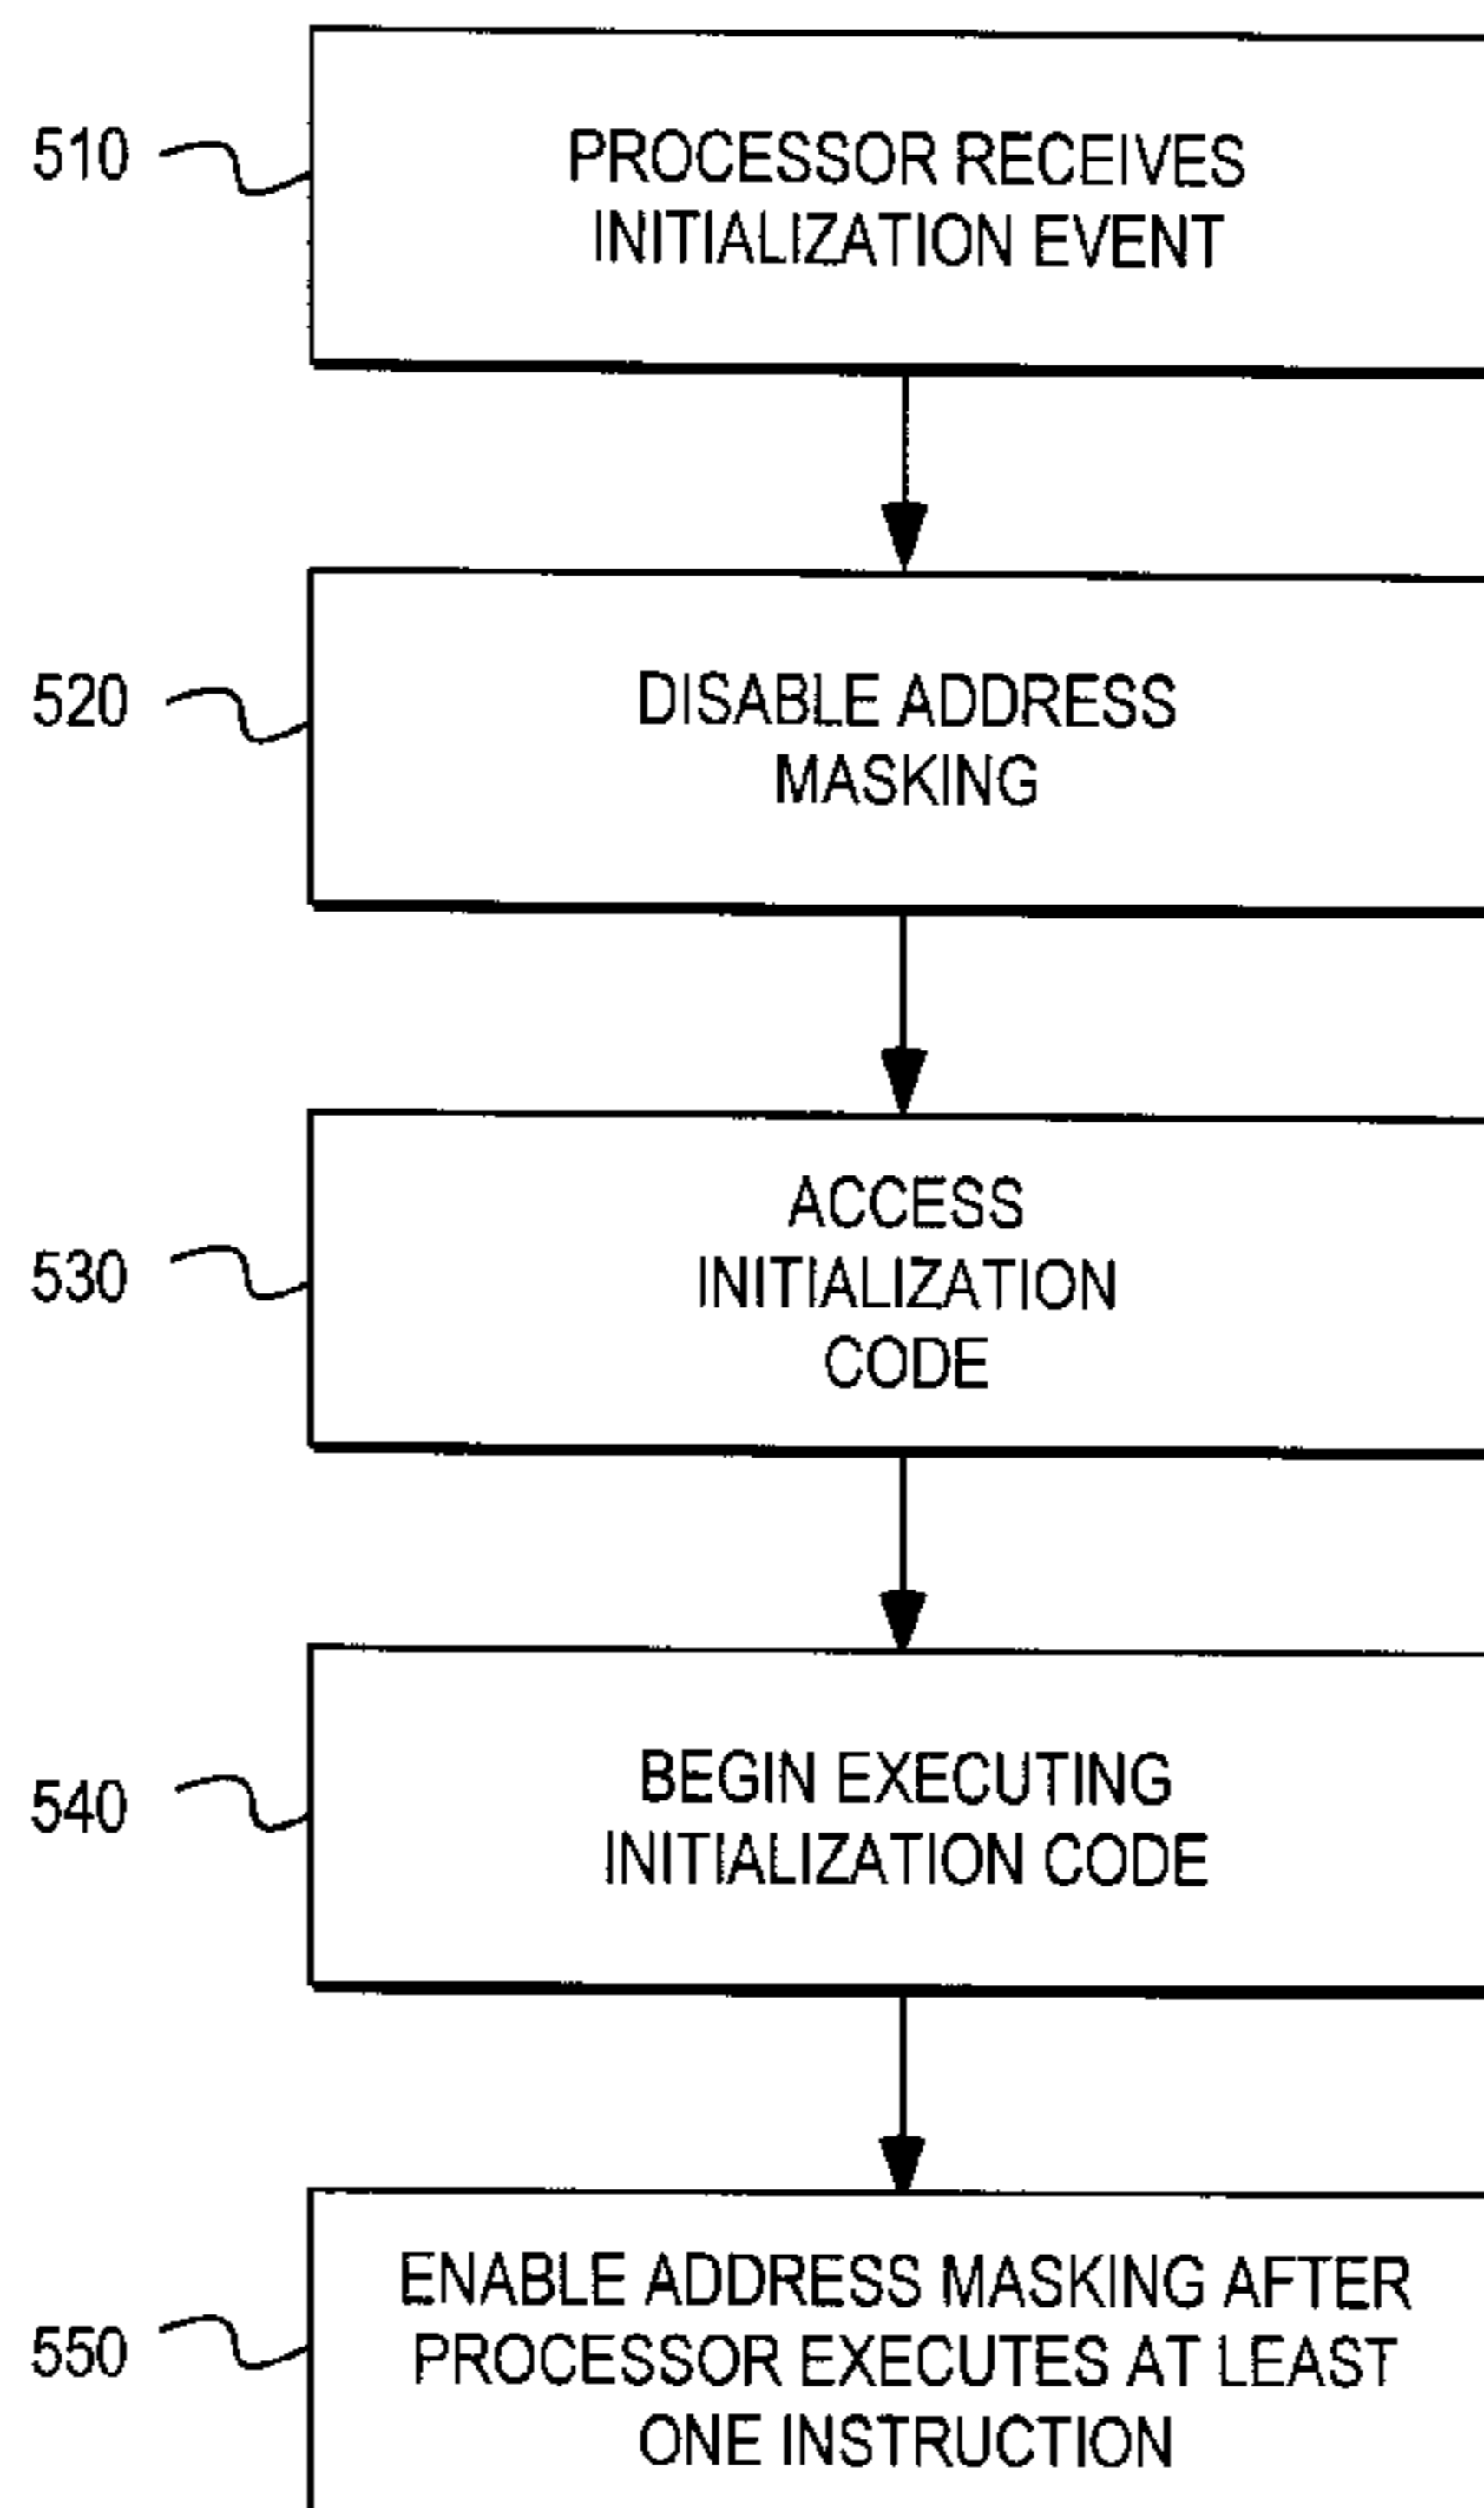 510
PROCESSOR RECEIVES
INITIALIZATION EVENT
520
DISABLE ADDRESS
MASKING
530
ACCESS
INITIALIZATION
CODE
540
BEGIN EXECUTING
INITIALIZATION CODE
550
ENABLE ADDRESS MASKING AFTER
PROCESSOR EXECUTES AT LEAST
ONE INSTRUCTION